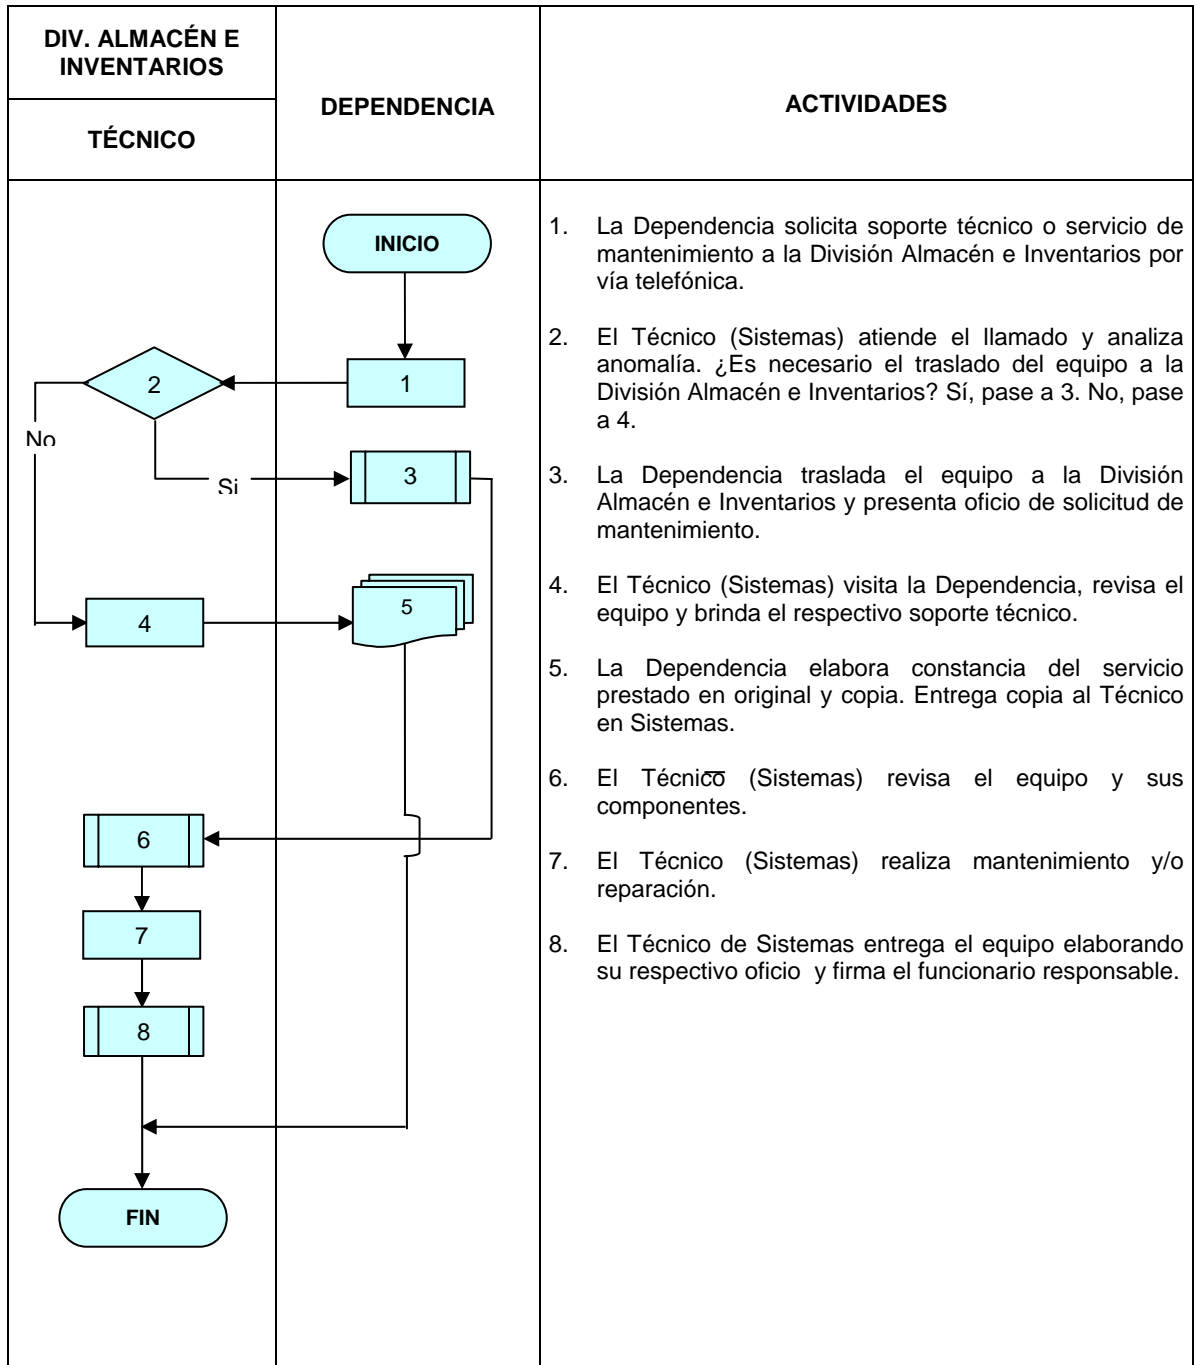 DIV. ALMACÉN E
INVENTARIOS
TÉCNICO
DEPENDENCIA
ACTIVIDADES
INICIO
1
2
No
Si
3
4
5
6
7
8
FIN
1. La Dependencia solicita soporte técnico o servicio de
mantenimiento a la División Almacén e Inventarios por
vía telefónica.
2. El Técnico (Sistemas) atiende el llamado y analiza
anomalía. ¿Es necesario el traslado del equipo a la
División Almacén e Inventarios? Sí, pase a 3. No, pase
a 4.
3. La Dependencia traslada el equipo a la División
Almacén e Inventarios y presenta oficio de solicitud de
mantenimiento.
4. El Técnico (Sistemas) visita la Dependencia, revisa el
equipo y brinda el respectivo soporte técnico.
5. La Dependencia elabora constancia del servicio
prestado en original y copia. Entrega copia al Técnico
en Sistemas.
6. El Técnico (Sistemas) revisa el equipo y sus
componentes.
7. El Técnico (Sistemas) realiza mantenimiento y/o
reparación.
8. El Técnico de Sistemas entrega el equipo elaborando
su respectivo oficio y firma el funcionario responsable.